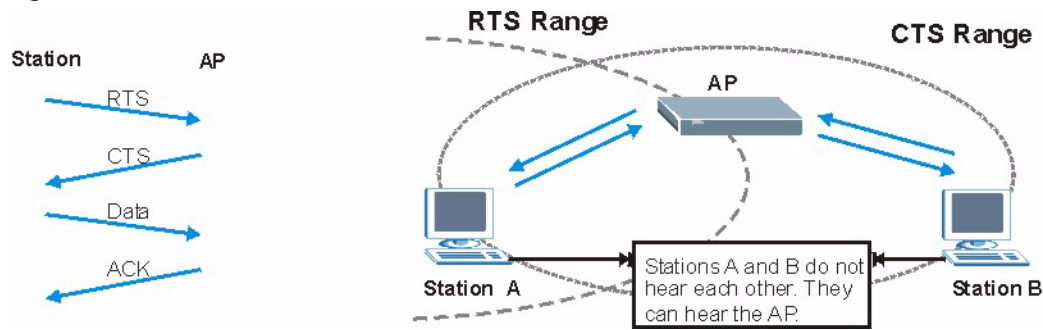 Station AP
RTS
CTS
Data
ACK
RTS Range
CTS Range
AP
Station A
Stations A and B do not
hear each other. They
can hear the AP.
Station B